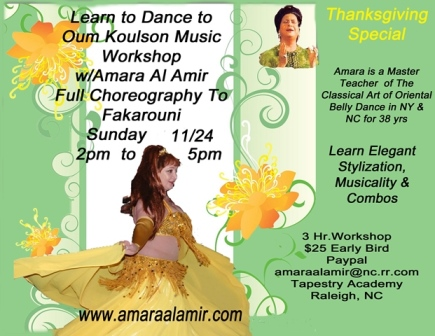 Learn to Dance to
Oum Koulson Music
Workshop
w/Amara Al Amir
Full Choreography To
Fakarouni
Sunday 11/24
2pm to 5pm
www.amaraalamir.com
Thanksgiving
Special
Amara is a Master
Teacher of The
Classical Art of Oriental
Belly Dance in NY &
NC for 38 yrs
Learn Elegant
Stylization,
Musicality &
Combos
3 Hr.Workshop
$25 Early Bird
Paypal
amaraalamir@nc.rr.com
Tapestry Academy
Raleigh, NC